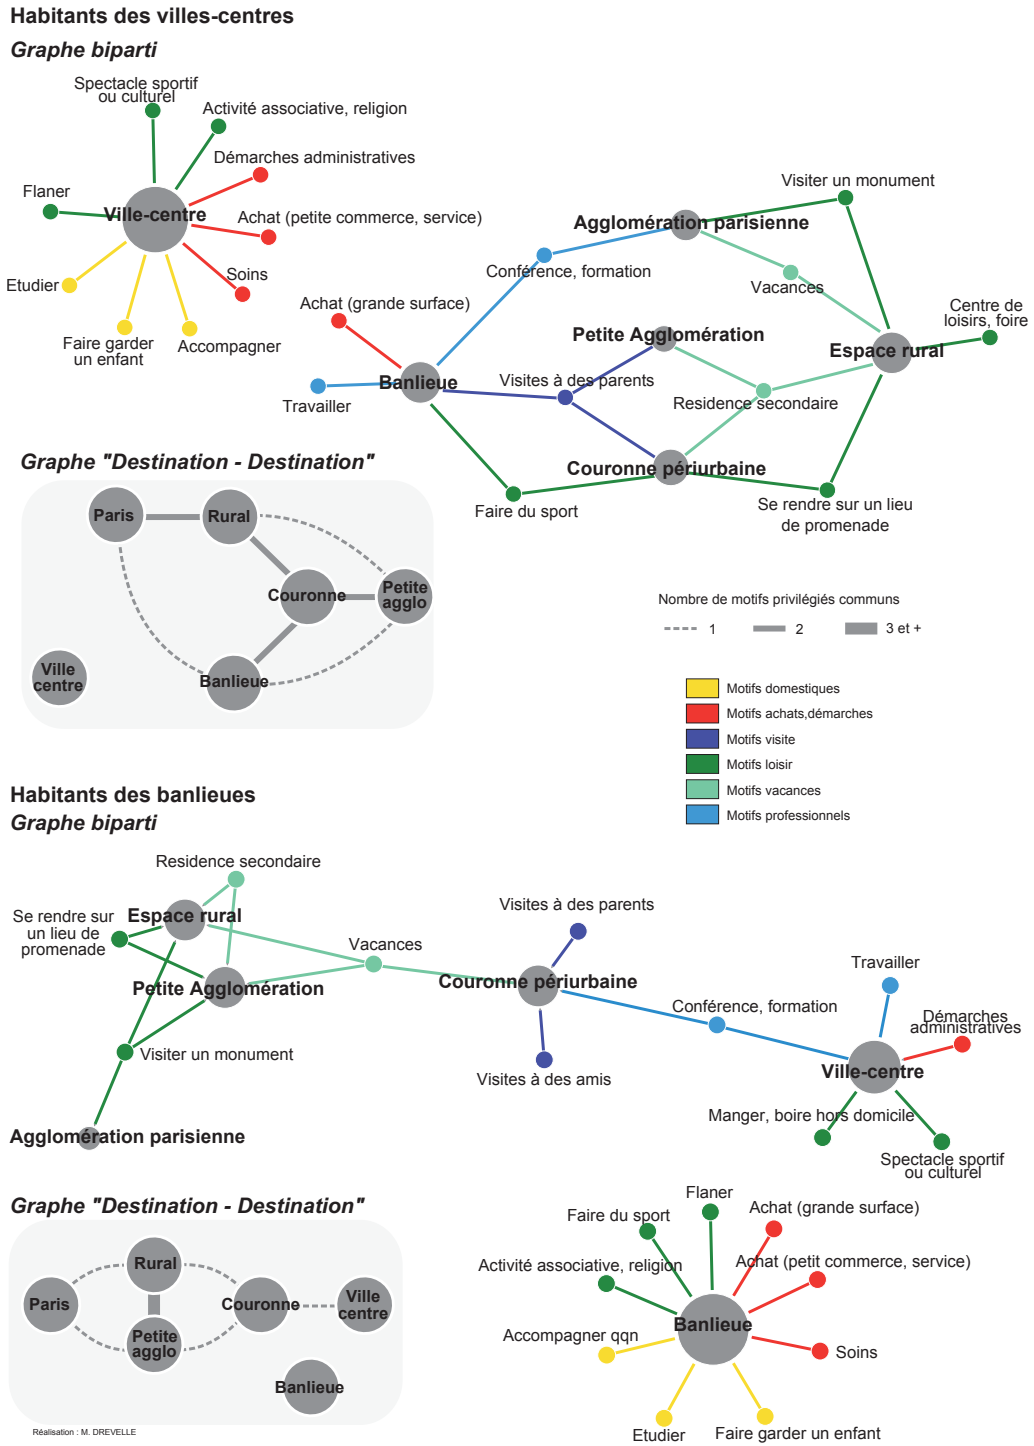 Habitants des villes-centres
Graphe biparti
Spectacle sportif
ou culturel
Activité associative, religion
Démarches administratives
Flaner
Ville-centre
Achat (petite commerce, service)
Etudier
Soins
Faire garder
un enfant
Accompagner
Visiter un monument
Agglomération parisienne
Conférence, formation
Vacances
Achat (grande surface)
Centre de
loisirs, foire
Petite Agglomération
Espace rural
Banlieue
Visites à des parents
Travailler
Residence secondaire
Couronne périurbaine
Faire du sport
Se rendre sur un lieu
de promenade
Graphe "Destination - Destination"
Paris
Rural
Couronne
Petite
agglo
Ville
centre
Banlieue
Nombre de motifs privilégiés communs
1
2
3 et +
Motifs domestiques
Motifs achats,démarches
Motifs visite
Motifs loisir
Motifs vacances
Motifs professionnels
Habitants des banlieues
Graphe biparti
Residence secondaire
Se rendre sur
un lieu de
promenade
Espace rural
Vacances
Petite Agglomération
Visiter un monument
Agglomération parisienne
Visites à des parents
Couronne périurbaine
Visites à des amis
Conférence, formation
Travailler
Démarches
administratives
Ville-centre
Manger, boire hors domicile
Spectacle sportif
ou culturel
Graphe "Destination - Destination"
Rural
Paris
Couronne
Ville
centre
Petite
agglo
Banlieue
Flaner
Achat (grande surface)
Faire du sport
Activité associative, religion
Achat (petit commerce, service)
Banlieue
Accompagner qqn
Soins
Etudier
Faire garder un enfant
Réalisation : M. DREVELLE